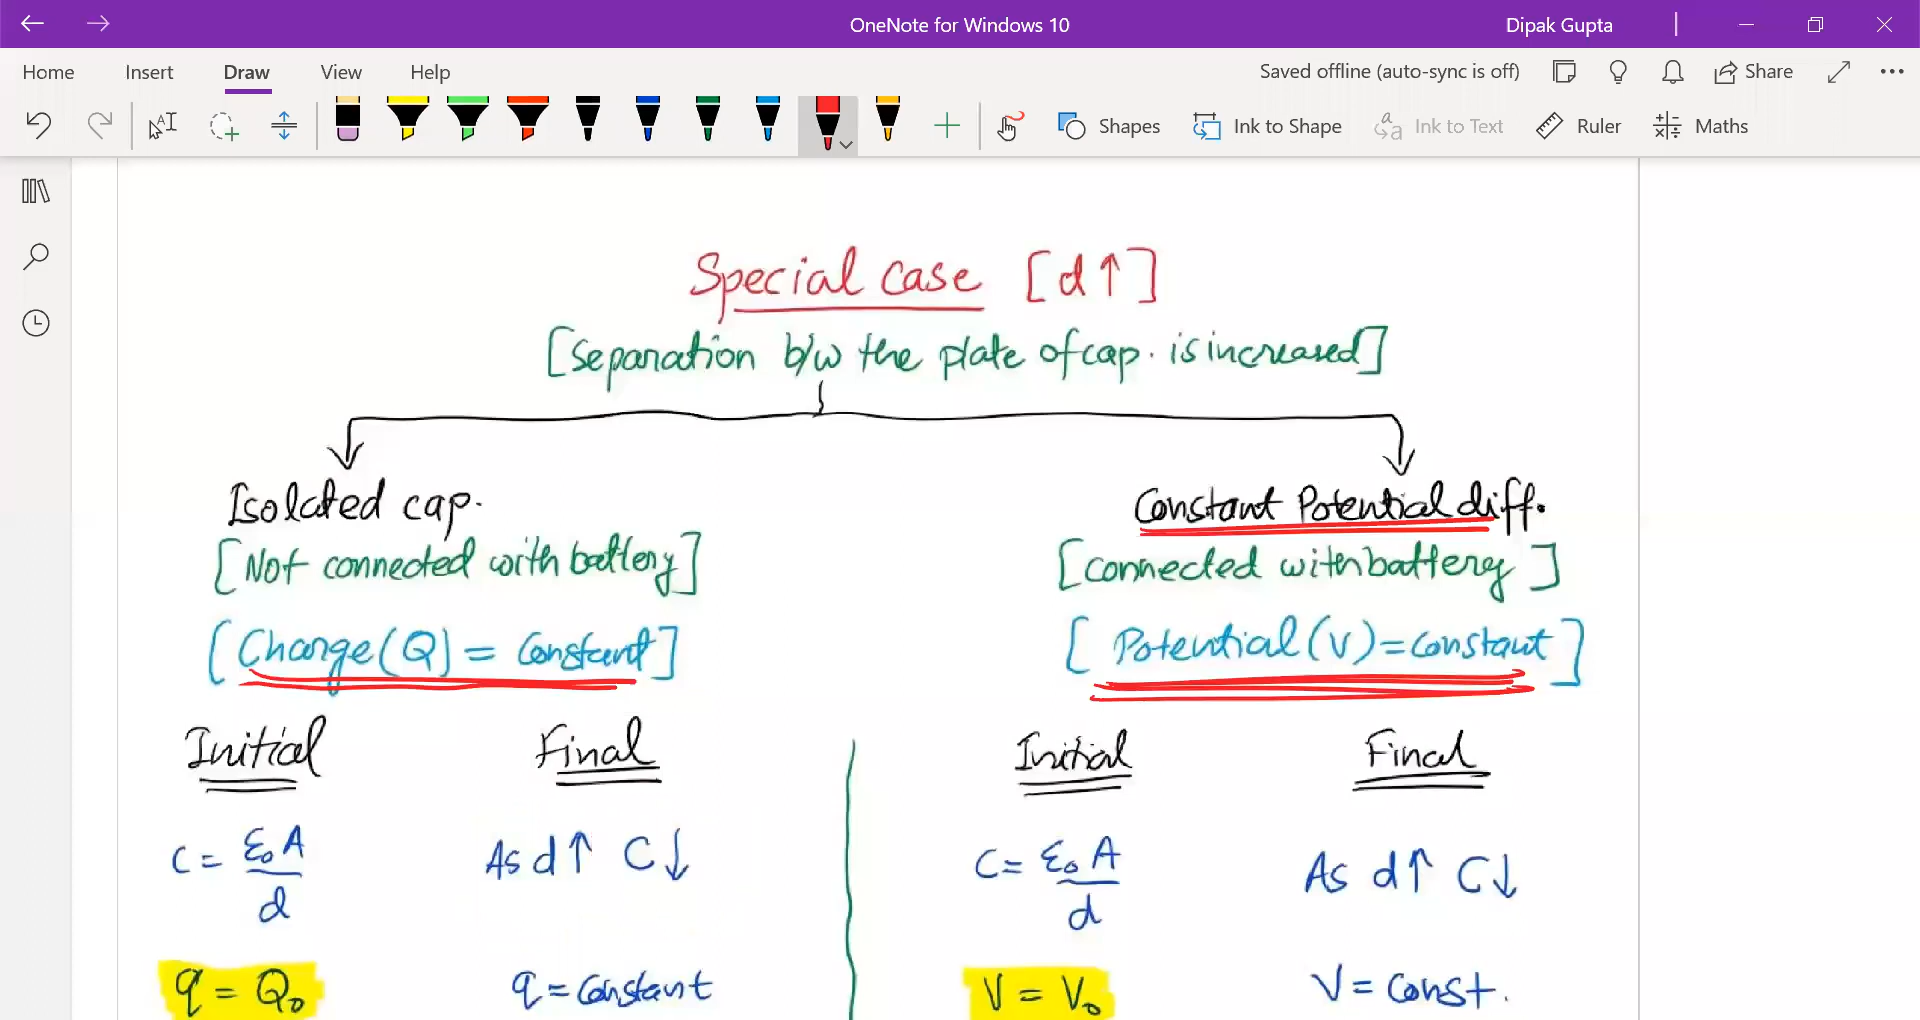 OneNote for Windows 10
Dipak Gupta
Home Insert Draw View Help
Saved offline (auto-sync is off)
Share
Shapes
Ink to Shape
Ink to Text
Ruler
Maths
Special Case [d↑]
[Separation b/w the plate of cap. is increased]
Isolated cap.
[Not connected with battery]
[Charge(Q) = Constant]
Initial Final
C = ε₀A/d
As d↑ C↓
q = Q₀
q = Constant
Constant Potential diff.
[connected with battery]
[Potential(V) = constant]
Initial Final
C = ε₀A/d
As d↑ C↓
V = V₀
V = Const.